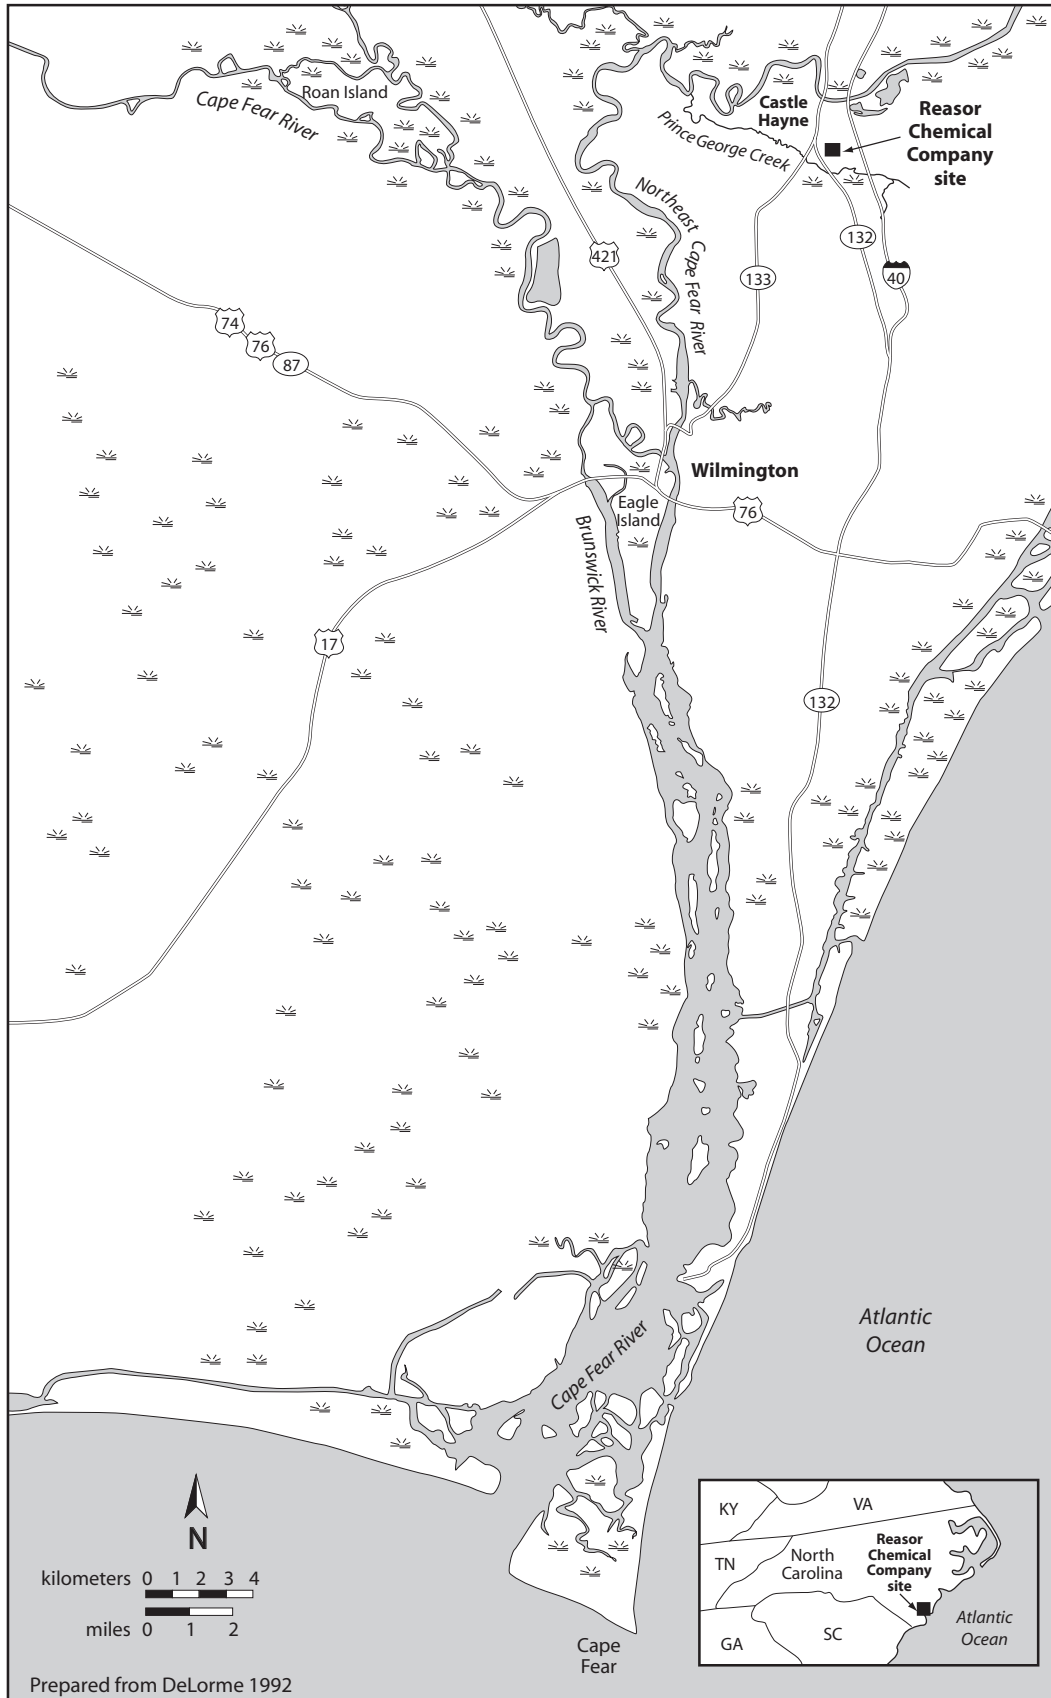 Roan Island
Cape Fear River
Castle
Hayne
Reasor
Chemical
Company
site
Prince George Creek
Northeast Cape Fear River
421
132
133
40
74
76
87
Wilmington
Eagle
Island
76
Brunswick River
17
132
Atlantic
Ocean
Cape Fear River
N
kilometers 0 1 2 3 4
miles 0 1 2
Cape
Fear
KY
VA
TN
North
Carolina
Reasor
Chemical
Company
site
GA
SC
Atlantic
Ocean
Prepared from DeLorme 1992